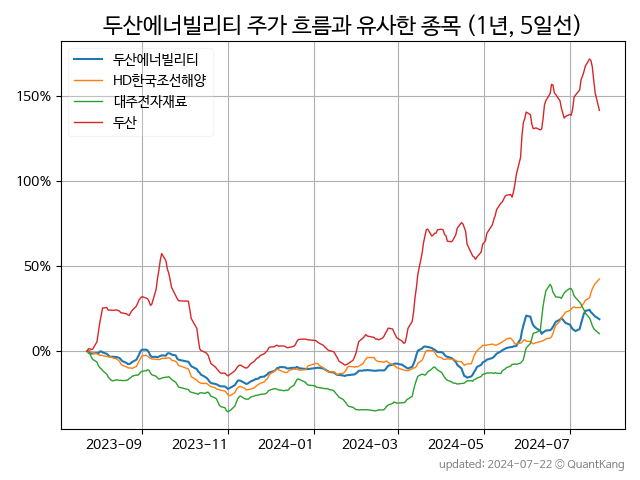 두산에너빌리티 주가 흐름과 유사한 종목 (1년, 5일선)
두산에너빌리티
HD한국조선해양
대주전자재료
두산
150%
100%
50%
0%
2023-09 2023-11 2024-01 2024-03 2024-05 2024-07
updated: 2024-07-22 © QuantKang